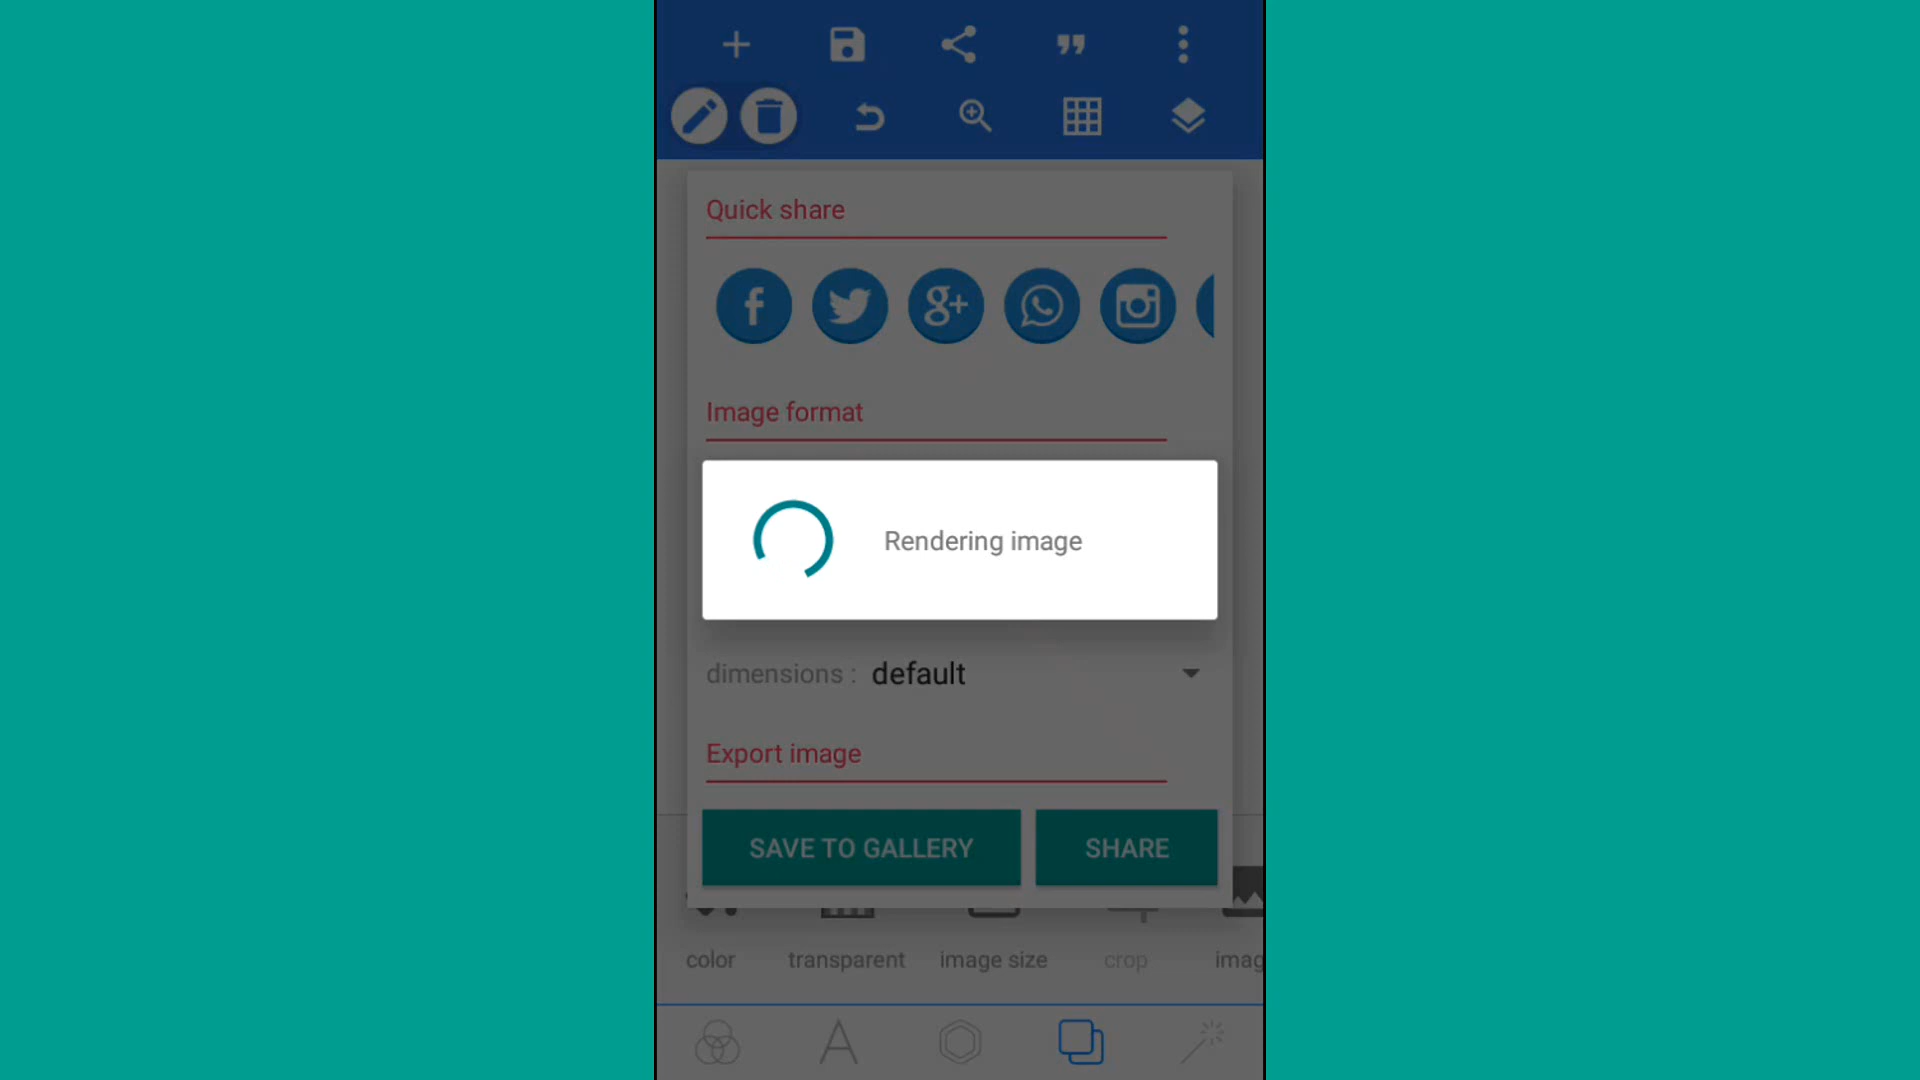 Quick share
Image format
Rendering image
dimensions : default
Export image
SAVE TO GALLERY SHARE
color transparent image size crop imag